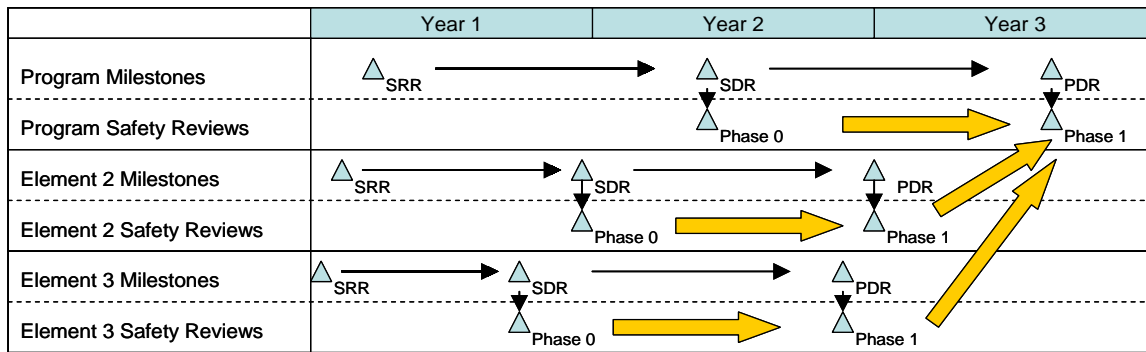 Year 1 Year 2 Year 3
Program Milestones SRR SDR PDR
Program Safety Reviews Phase 0 Phase 1
Element 2 Milestones SRR SDR PDR
Element 2 Safety Reviews Phase 0 Phase 1
Element 3 Milestones SRR SDR PDR
Element 3 Safety Reviews Phase 0 Phase 1